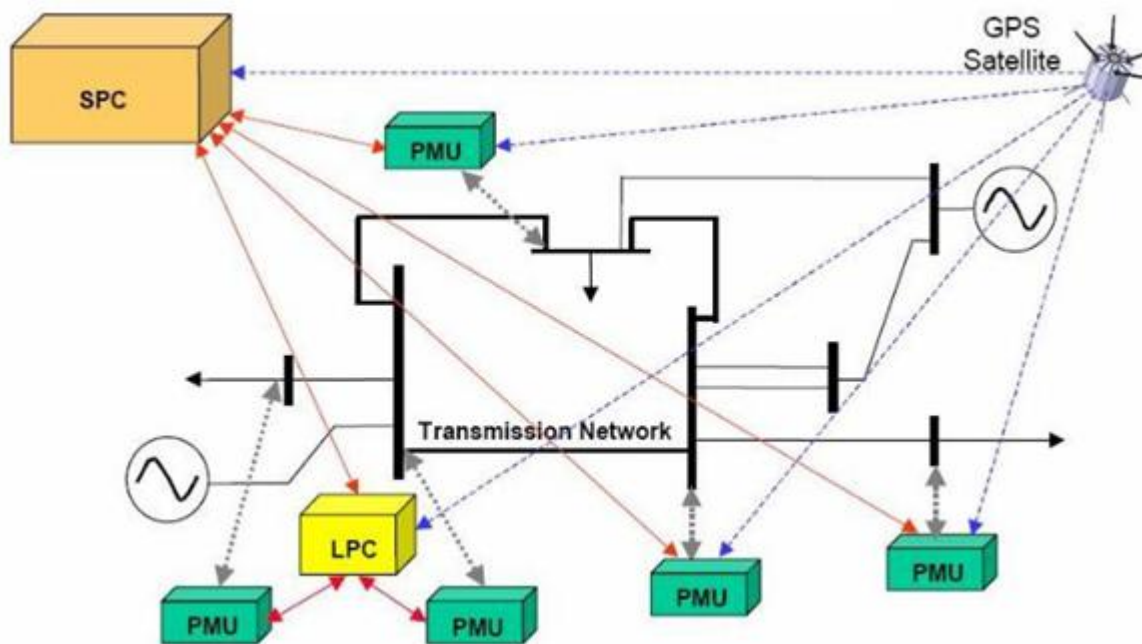 GPS
Satellite
SPC
PMU
Transmission Network
LPC
PMU
PMU
PMU
PMU